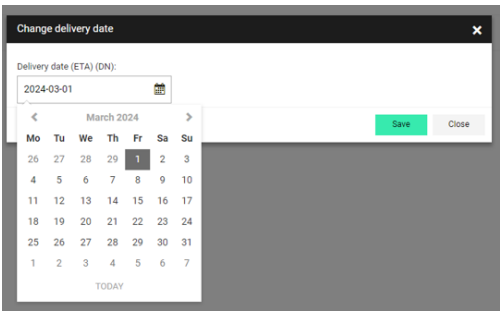 Change delivery date
Delivery date (ETA) (DN):
2024-03-01
March 2024
Mo Tu We Th Fr Sa Su
26 27 28 29 1 2 3
4 5 6 7 8 9 10
11 12 13 14 15 16 17
18 19 20 21 22 23 24
25 26 27 28 29 30 31
1 2 3 4 5 6 7
TODAY
Save Close